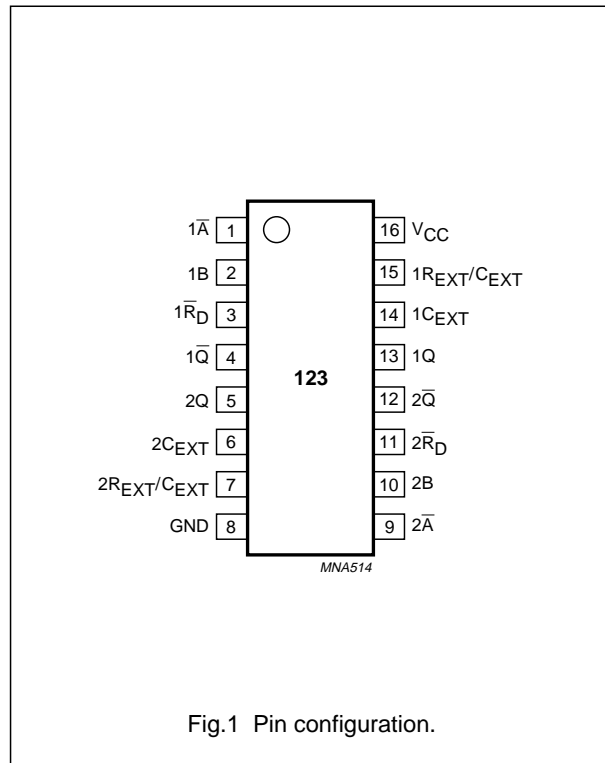 1A̅ 1 16 VCC
1B 2 15 1REXT/CEXT
1R̅D 3 14 1CEXT
1Q̅ 4 13 1Q
123
2Q 5 12 2Q̅
2CEXT 6 11 2R̅D
2REXT/CEXT 7 10 2B
GND 8 9 2A̅
MNA514
Fig.1 Pin configuration.